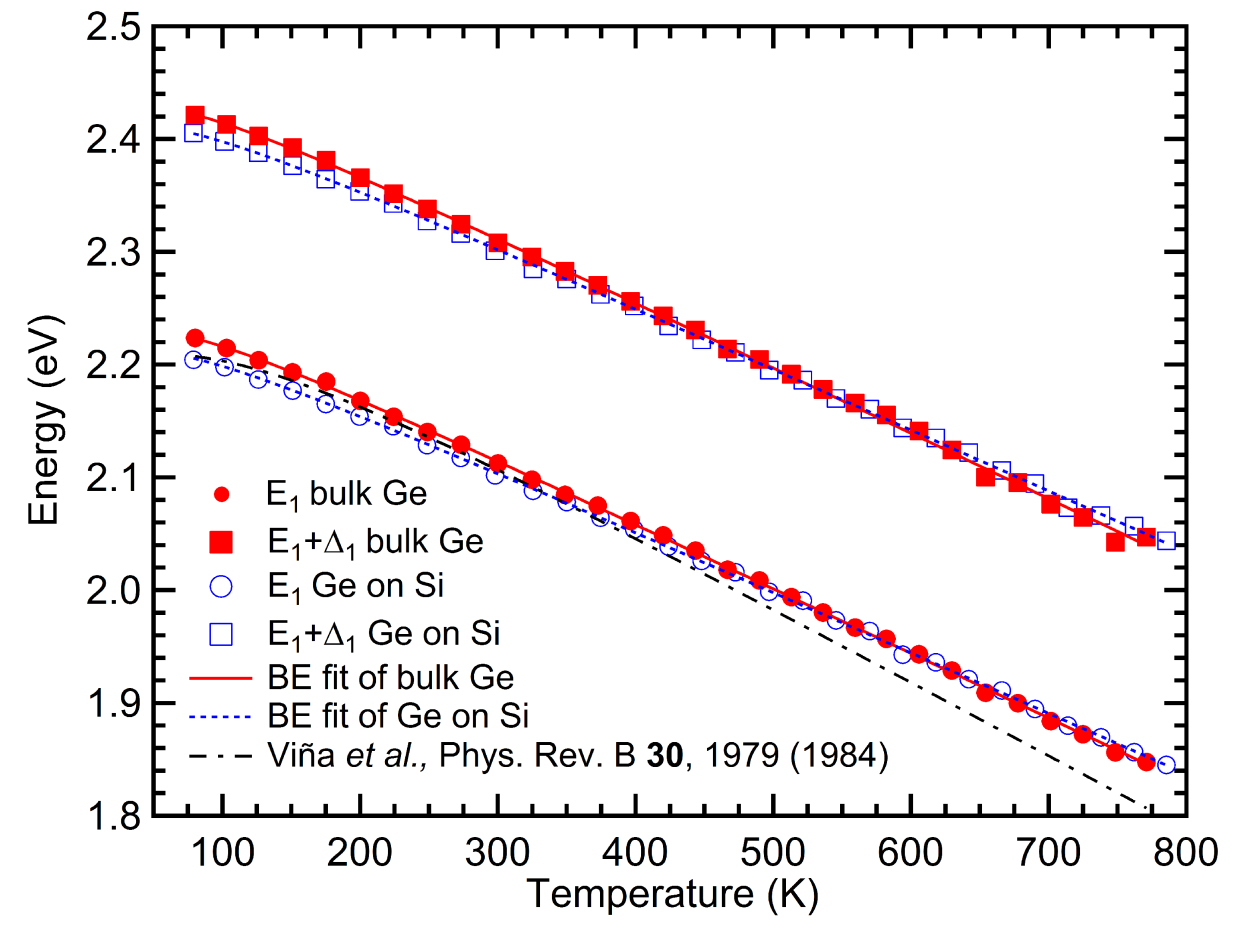 2.5
2.4
2.3
2.2
2.1
2.0
1.9
1.8
Energy (eV)
E1 bulk Ge
E1+Δ1 bulk Ge
E1 Ge on Si
E1+Δ1 Ge on Si
BE fit of bulk Ge
BE fit of Ge on Si
Viña et al., Phys. Rev. B 30, 1979 (1984)
100 200 300 400 500 600 700 800
Temperature (K)